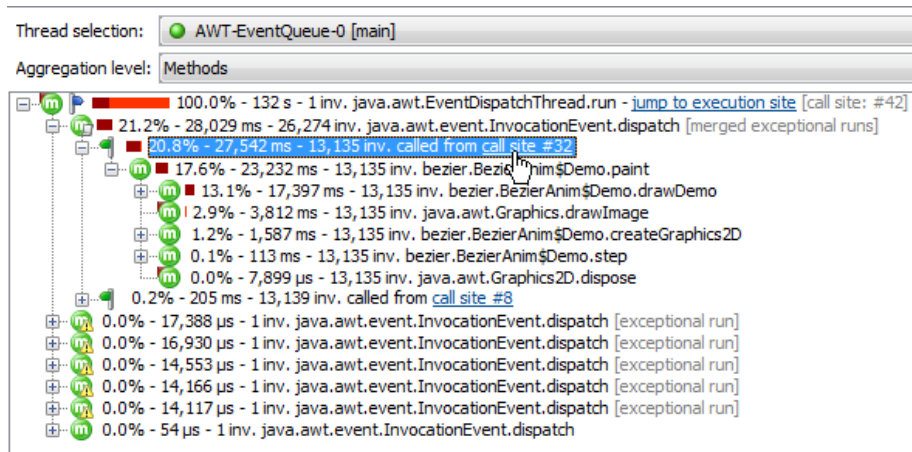 Thread selection: AWT-EventQueue-0 [main]
Aggregation level: Methods
100.0% - 132 s - 1 inv. java.awt.EventDispatchThread.run - jump to execution site [call site: #42]
21.2% - 28,029 ms - 26,274 inv. java.awt.event.InvocationEvent.dispatch [merged exceptional runs]
20.8% - 27,542 ms - 13,135 inv. called from call site #32
17.6% - 23,232 ms - 13,135 inv. bezier.BezierAnim$Demo.paint
13.1% - 17,397 ms - 13,135 inv. bezier.BezierAnim$Demo.drawDemo
2.9% - 3,812 ms - 13,135 inv. java.awt.Graphics.drawImage
1.2% - 1,587 ms - 13,135 inv. bezier.BezierAnim$Demo.createGraphics2D
0.1% - 113 ms - 13,135 inv. bezier.BezierAnim$Demo.step
0.0% - 7,899 µs - 13,135 inv. java.awt.Graphics2D.dispose
0.2% - 205 ms - 13,139 inv. called from call site #8
0.0% - 17,388 µs - 1 inv. java.awt.event.InvocationEvent.dispatch [exceptional run]
0.0% - 16,930 µs - 1 inv. java.awt.event.InvocationEvent.dispatch [exceptional run]
0.0% - 14,553 µs - 1 inv. java.awt.event.InvocationEvent.dispatch [exceptional run]
0.0% - 14,166 µs - 1 inv. java.awt.event.InvocationEvent.dispatch [exceptional run]
0.0% - 14,117 µs - 1 inv. java.awt.event.InvocationEvent.dispatch [exceptional run]
0.0% - 54 µs - 1 inv. java.awt.event.InvocationEvent.dispatch